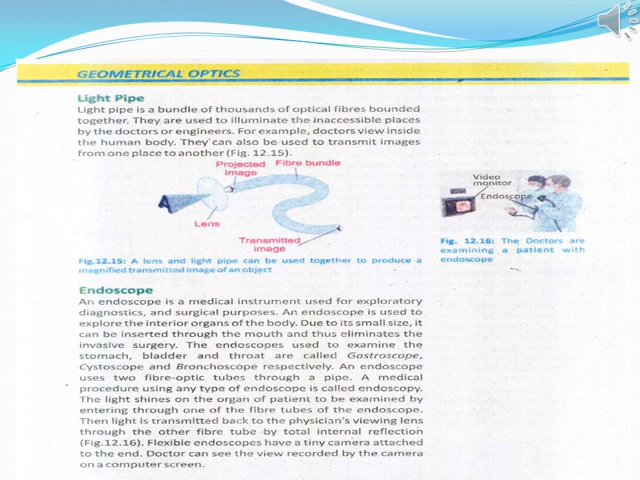 GEOMETRICAL OPTICS
Light Pipe
Light pipe is a bundle of thousands of optical fibres bounded
together. They are used to illuminate the inaccessible places
by the doctors or engineers. For example, doctors view inside
the human body. They can also be used to transmit images
from one place to another (Fig. 12.15).
Projected
image
Fibre bundle
Lens
Transmitted
image
Fig.12.15: A lens and light pipe can be used together to produce a
magnified transmitted image of an object
Video
monitor
Endoscope
Fig. 12.16: The Doctors are
examining a patient with
endoscope
Endoscope
An endoscope is a medical instrument used for exploratory
diagnostics, and surgical purposes. An endoscope is used to
explore the interior organs of the body. Due to its small size, it
can be inserted through the mouth and thus eliminates the
invasive surgery. The endoscopes used to examine the
stomach, bladder and throat are called Gastroscope,
Cystoscope and Bronchoscope respectively. An endoscope
uses two fibre-optic tubes through a pipe. A medical
procedure using any type of endoscope is called endoscopy.
The light shines on the organ of patient to be examined by
entering through one of the fibre tubes of the endoscope.
Then light is transmitted back to the physician's viewing lens
through the other fibre tube by total internal reflection
(Fig.12.16). Flexible endoscopes have a tiny camera attached
to the end. Doctor can see the view recorded by the camera
on a computer screen.